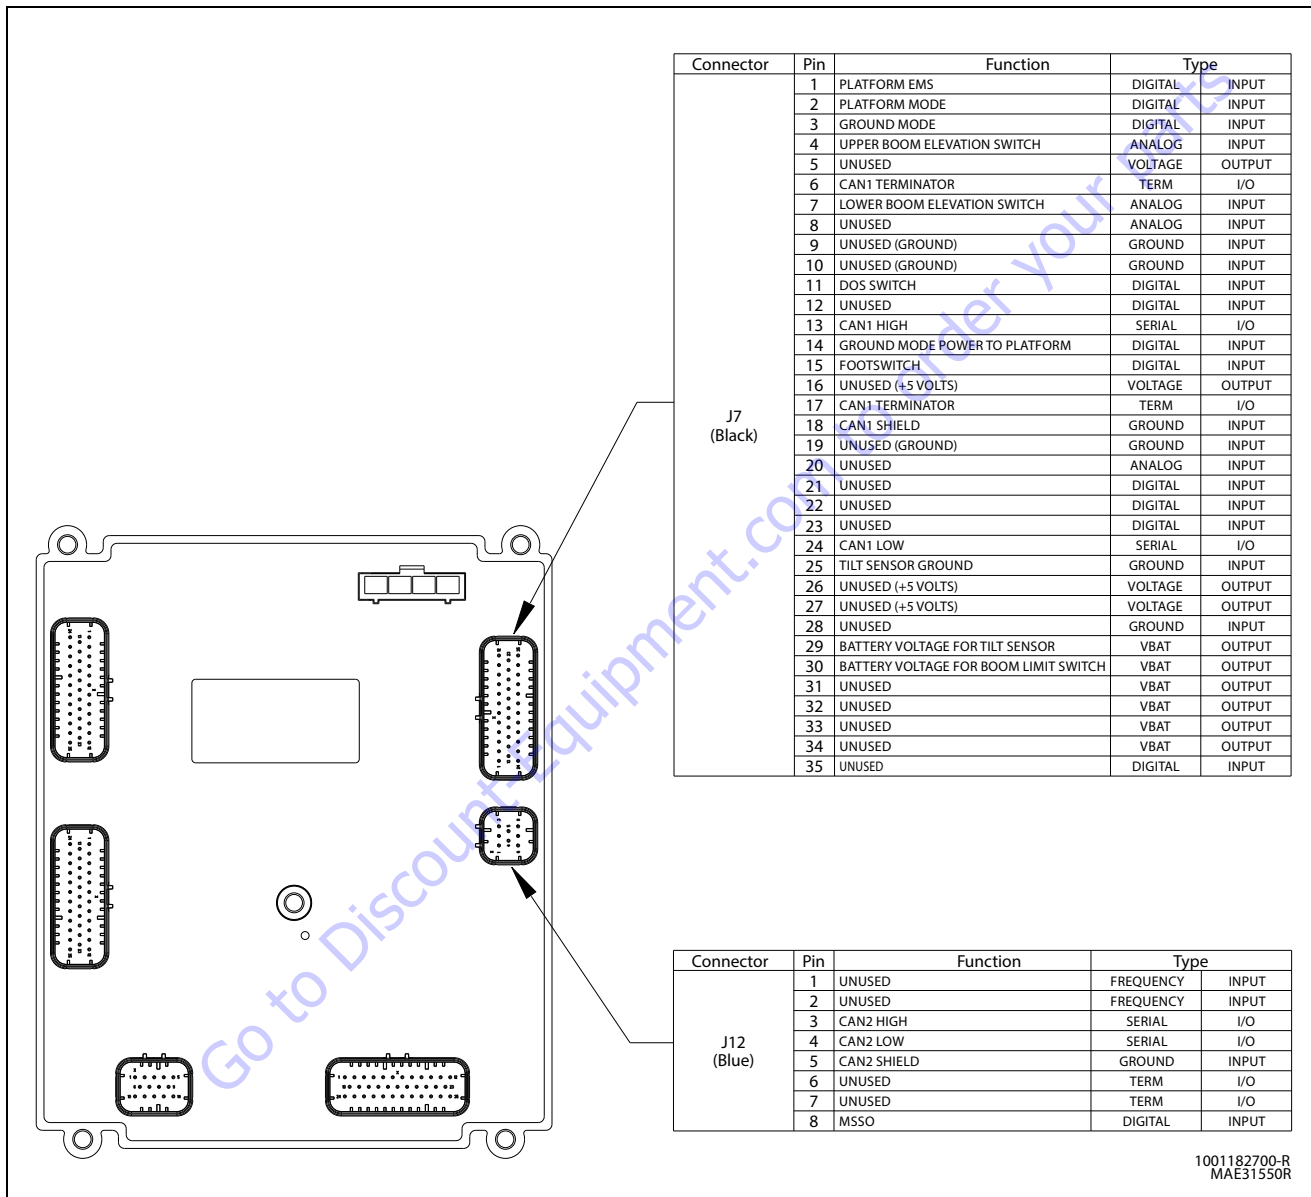 Connector Pin Function Type
J7
(Black)
1 PLATFORM EMS DIGITAL INPUT
2 PLATFORM MODE DIGITAL INPUT
3 GROUND MODE DIGITAL INPUT
4 UPPER BOOM ELEVATION SWITCH ANALOG INPUT
5 UNUSED VOLTAGE OUTPUT
6 CAN1 TERMINATOR TERM I/O
7 LOWER BOOM ELEVATION SWITCH ANALOG INPUT
8 UNUSED ANALOG INPUT
9 UNUSED (GROUND) GROUND INPUT
10 UNUSED (GROUND) GROUND INPUT
11 DOS SWITCH DIGITAL INPUT
12 UNUSED DIGITAL INPUT
13 CAN1 HIGH SERIAL I/O
14 GROUND MODE POWER TO PLATFORM DIGITAL INPUT
15 FOOTSWITCH DIGITAL INPUT
16 UNUSED (+5 VOLTS) VOLTAGE OUTPUT
17 CAN1 TERMINATOR TERM I/O
18 CAN1 SHIELD GROUND INPUT
19 UNUSED (GROUND) GROUND INPUT
20 UNUSED ANALOG INPUT
21 UNUSED DIGITAL INPUT
22 UNUSED DIGITAL INPUT
23 UNUSED DIGITAL INPUT
24 CAN1 LOW SERIAL I/O
25 TILT SENSOR GROUND GROUND INPUT
26 UNUSED (+5 VOLTS) VOLTAGE OUTPUT
27 UNUSED (+5 VOLTS) VOLTAGE OUTPUT
28 UNUSED GROUND INPUT
29 BATTERY VOLTAGE FOR TILT SENSOR VBAT OUTPUT
30 BATTERY VOLTAGE FOR BOOM LIMIT SWITCH VBAT OUTPUT
31 UNUSED VBAT OUTPUT
32 UNUSED VBAT OUTPUT
33 UNUSED VBAT OUTPUT
34 UNUSED VBAT OUTPUT
35 UNUSED DIGITAL INPUT
Connector Pin Function Type
J12
(Blue)
1 UNUSED FREQUENCY INPUT
2 UNUSED FREQUENCY INPUT
3 CAN2 HIGH SERIAL I/O
4 CAN2 LOW SERIAL I/O
5 CAN2 SHIELD GROUND INPUT
6 UNUSED TERM I/O
7 UNUSED TERM I/O
8 MSSO DIGITAL INPUT
1001182700-R
MAE31550R
Go to Discount-Equipment.com to order your parts